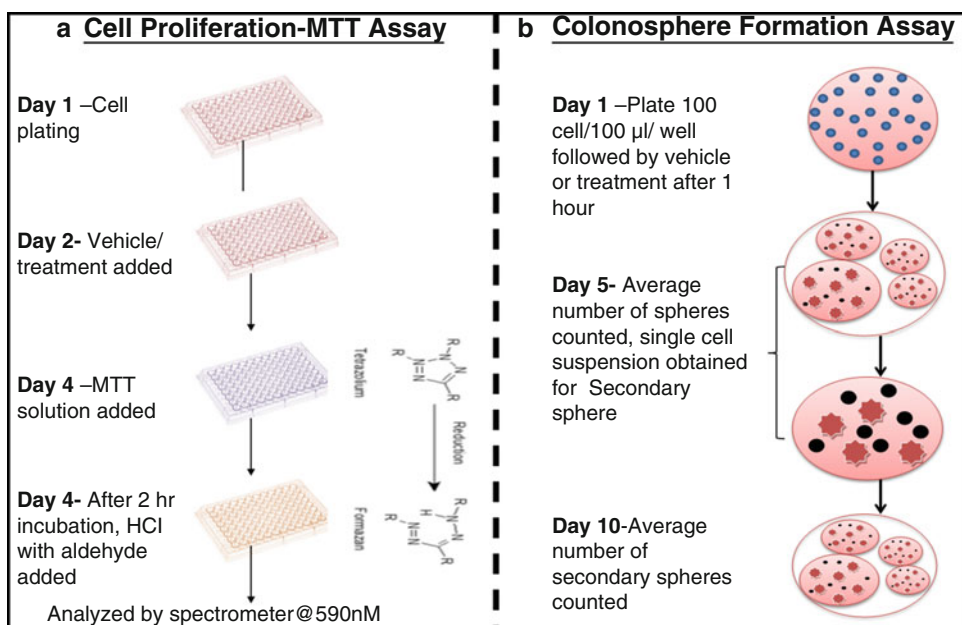 a Cell Proliferation-MTT Assay
Day 1 –Cell
plating
Day 2- Vehicle/
treatment added
Day 4 –MTT
solution added
Day 4- After 2 hr
incubation, HCl
with aldehyde
added
Analyzed by spectrometer@590nM
Tetrazolium
R
N
N=N
N
R
R
Reduction
Formazan
R
H
N-N
N=N
R
R
b Colonosphere Formation Assay
Day 1 –Plate 100
cell/100 µl/ well
followed by vehicle
or treatment after 1
hour
Day 5- Average
number of spheres
counted, single cell
suspension obtained
for Secondary
sphere
Day 10-Average
number of
secondary spheres
counted